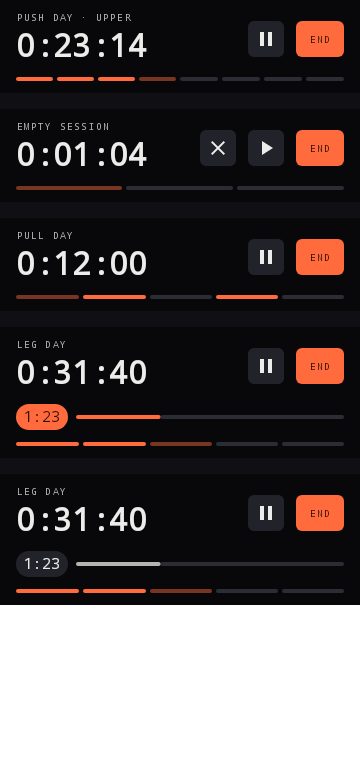 PUSH DAY · UPPER
0:23:14
END
EMPTY SESSION
0:01:04
END
PULL DAY
0:12:00
END
LEG DAY
0:31:40
END
1:23
LEG DAY
0:31:40
END
1:23